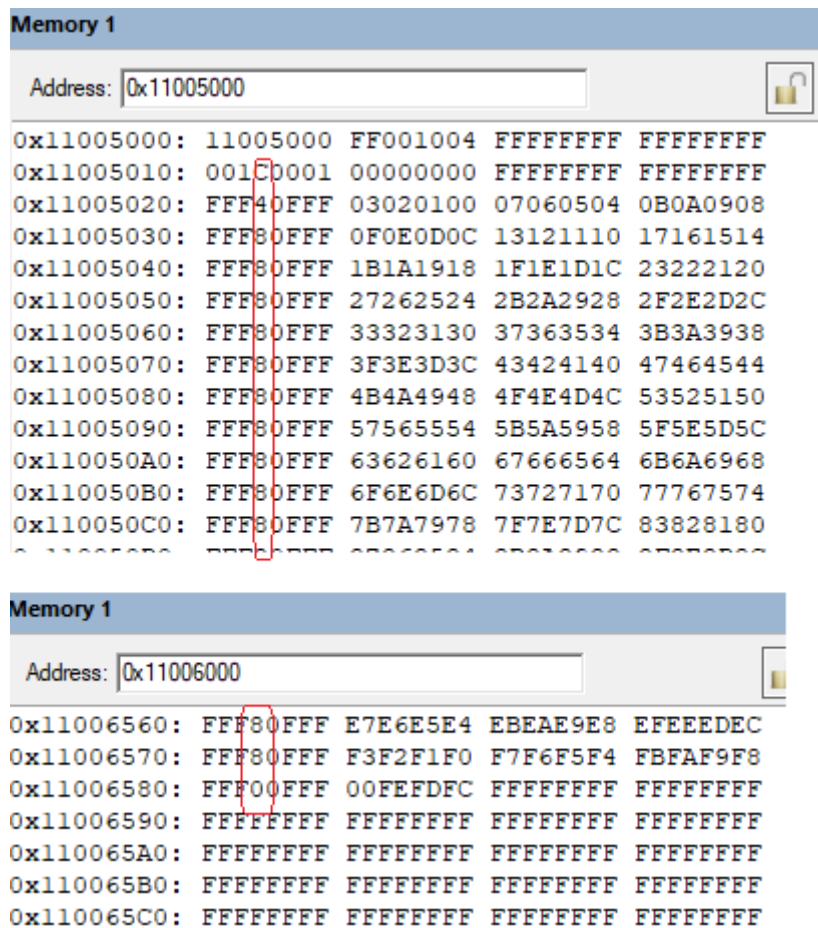 Memory 1
Address: 0x11005000
0x11005000: 11005000 FF001004 FFFFFFFF FFFFFFFF
0x11005010: 001C0001 00000000 FFFFFFFF FFFFFFFF
0x11005020: FFF40FFF 03020100 07060504 0B0A0908
0x11005030: FFF80FFF 0F0E0D0C 13121110 17161514
0x11005040: FFF80FFF 1B1A1918 1F1E1D1C 23222120
0x11005050: FFF80FFF 27262524 2B2A2928 2F2E2D2C
0x11005060: FFF80FFF 33323130 37363534 3B3A3938
0x11005070: FFF80FFF 3F3E3D3C 43424140 47464544
0x11005080: FFF80FFF 4B4A4948 4F4E4D4C 53525150
0x11005090: FFF80FFF 57565554 5B5A5958 5F5E5D5C
0x110050A0: FFF80FFF 63626160 67666564 6B6A6968
0x110050B0: FFF80FFF 6F6E6D6C 73727170 77767574
0x110050C0: FFF80FFF 7B7A7978 7F7E7D7C 83828180
Memory 1
Address: 0x11006000
0x11006560: FFF80FFF E7E6E5E4 EBEAE9E8 EFEEEDEC
0x11006570: FFF80FFF F3F2F1F0 F7F6F5F4 FBFAF9F8
0x11006580: FFF00FFF 00FEFDFC FFFFFFFF FFFFFFFF
0x11006590: FFFFFFFF FFFFFFFF FFFFFFFF FFFFFFFF
0x110065A0: FFFFFFFF FFFFFFFF FFFFFFFF FFFFFFFF
0x110065B0: FFFFFFFF FFFFFFFF FFFFFFFF FFFFFFFF
0x110065C0: FFFFFFFF FFFFFFFF FFFFFFFF FFFFFFFF